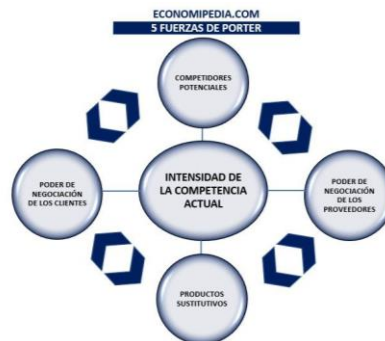 ECONOMIPEDIA.COM
5 FUERZAS DE PORTER
COMPETIDORES
POTENCIALES
PODER DE
NEGOCIACIÓN
DE LOS CLIENTES
INTENSIDAD DE
LA COMPETENCIA
ACTUAL
PODER DE
NEGOCIACIÓN
DE LOS
PROVEEDORES
PRODUCTOS
SUSTITUTIVOS